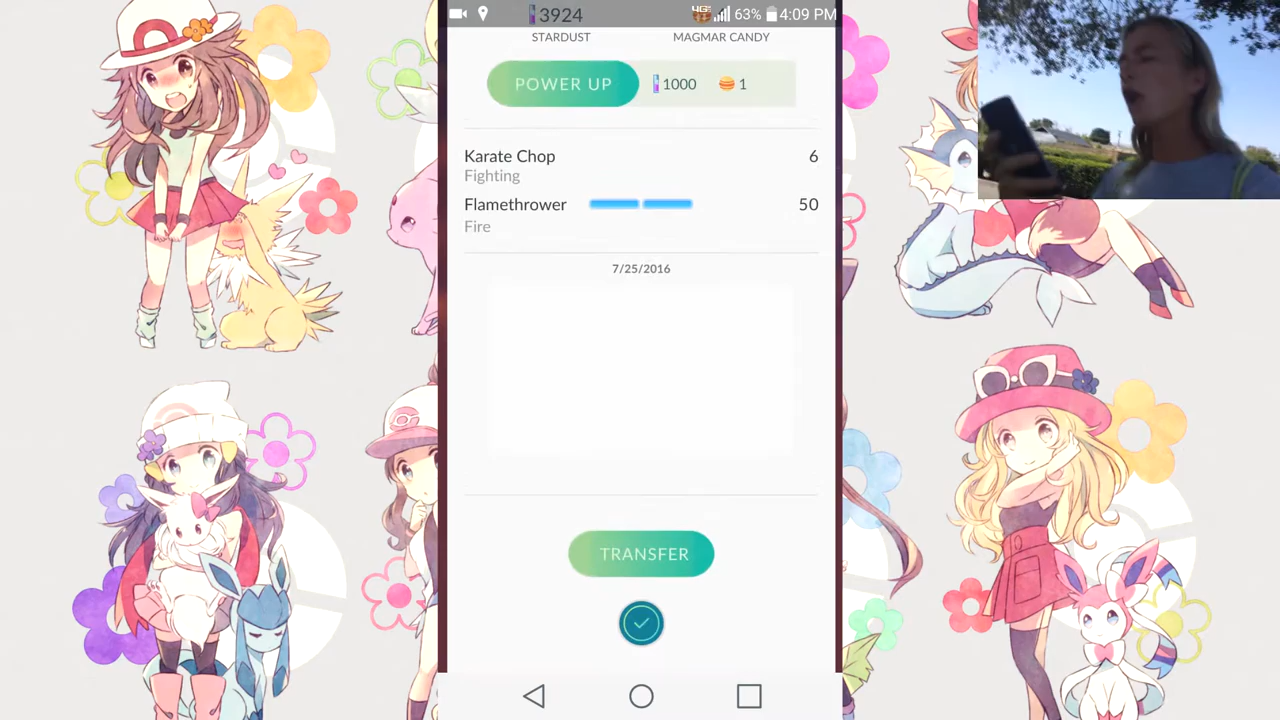 3924 4G 63% 4:09 PM
STARDUST MAGMAR CANDY
POWER UP 1000 1
Karate Chop 6
Fighting
Flamethrower 50
Fire
7/25/2016
TRANSFER